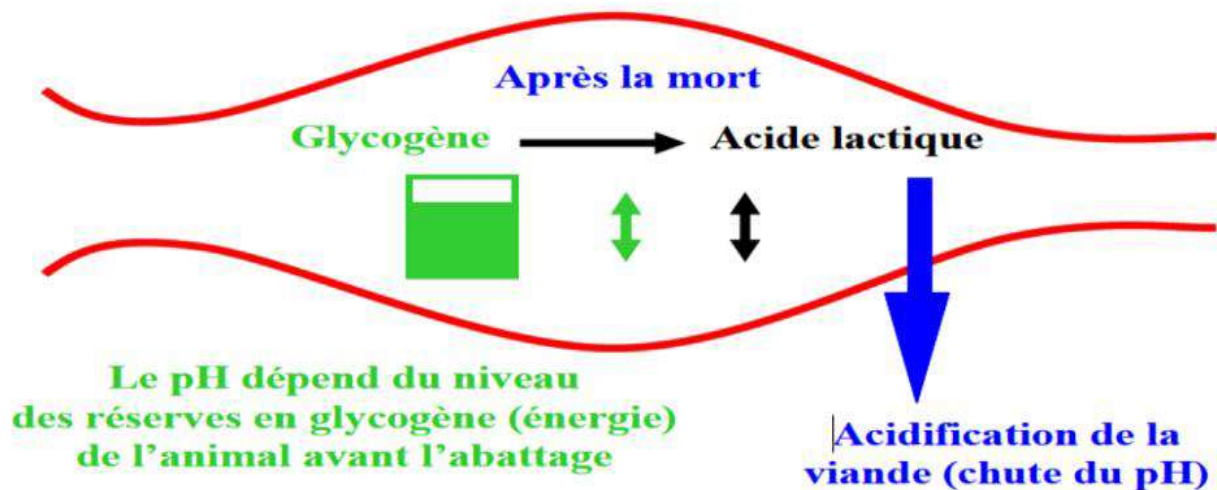 Après la mort
Glycogène
Acide lactique
Le pH dépend du niveau
des réserves en glycogène (énergie)
de l'animal avant l'abattage
Acidification de la
viande (chute du pH)